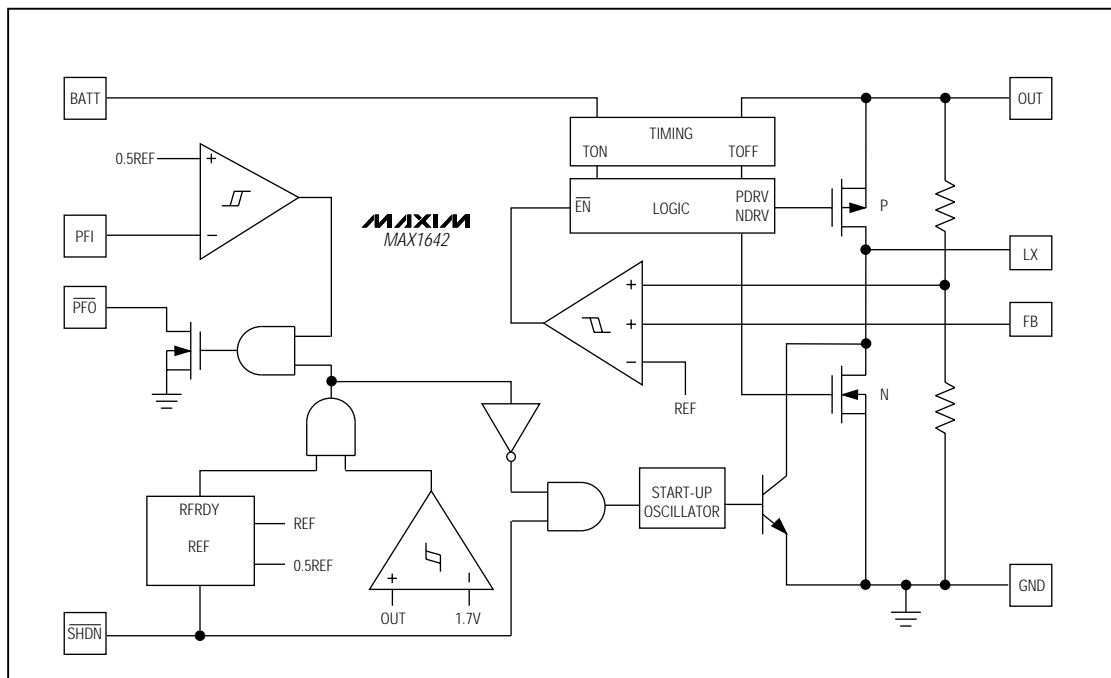 BATT
OUT
TIMING
TON TOFF
0.5REF
+
EN
LOGIC
PDRV
NDRV
P
MAXIM
MAX1642
PFI
−
LX
+
PFO
+
FB
−
REF
N
RFRDY
REF
REF
0.5REF
START-UP
OSCILLATOR
+ −
OUT 1.7V
GND
SHDN